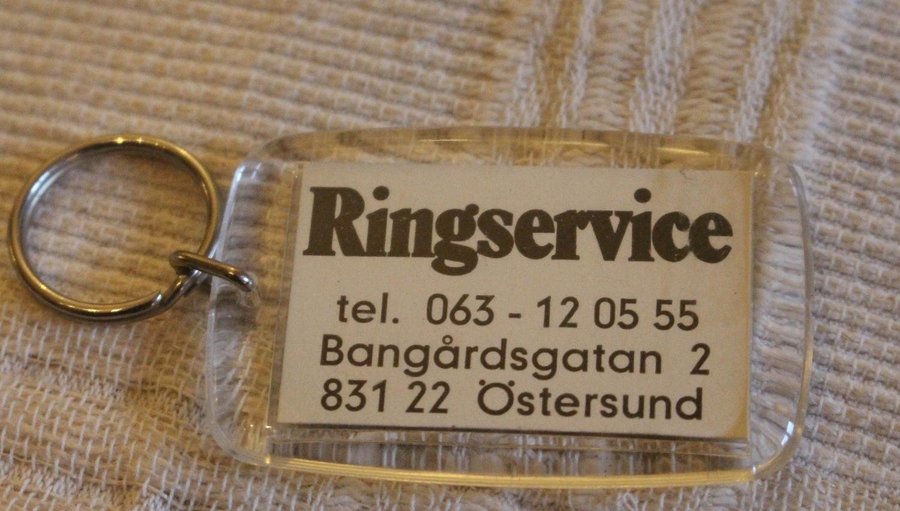 Ringservice
tel. 063 - 12 05 55
Bangårdsgatan 2
831 22 Östersund